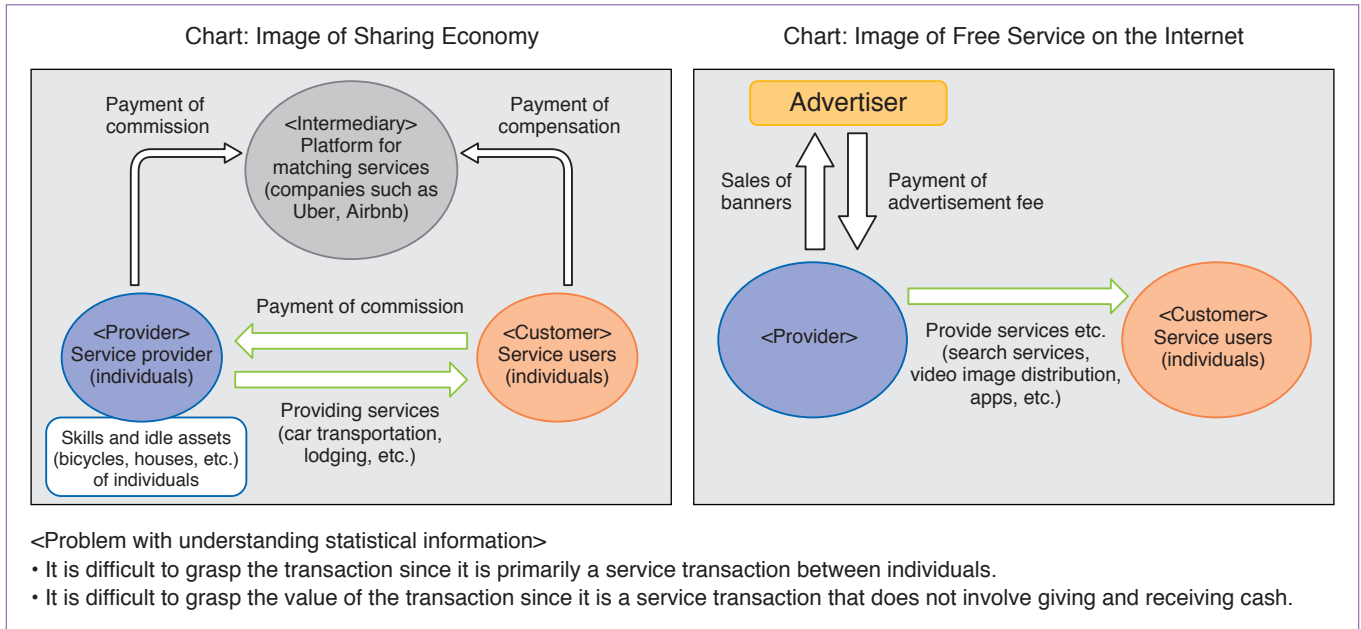 Chart: Image of Sharing Economy
Payment of
commission
<Intermediary>
Platform for
matching services
(companies such as
Uber, Airbnb)
Payment of
compensation
Payment of commission
<Provider>
Service provider
(individuals)
<Customer>
Service users
(individuals)
Providing services
(car transportation,
lodging, etc.)
Skills and idle assets
(bicycles, houses, etc.)
of individuals
Chart: Image of Free Service on the Internet
Advertiser
Sales of
banners
Payment of
advertisement fee
<Provider>
Provide services etc.
(search services,
video image distribution,
apps, etc.)
<Customer>
Service users
(individuals)
<Problem with understanding statistical information>
• It is difficult to grasp the transaction since it is primarily a service transaction between individuals.
• It is difficult to grasp the value of the transaction since it is a service transaction that does not involve giving and receiving cash.